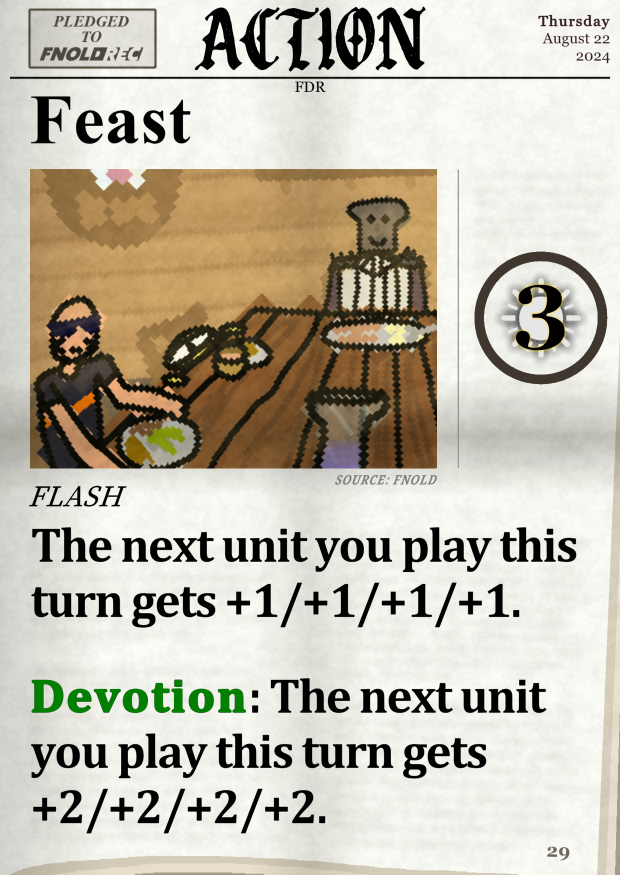 PLEDGED
TO
FNOLD REC
ACTION
Thursday
August 22
2024
FDR
Feast
3
SOURCE: FNOLD
FLASH
The next unit you play this
turn gets +1/+1/+1/+1.
Devotion: The next unit
you play this turn gets
+2/+2/+2/+2.
29